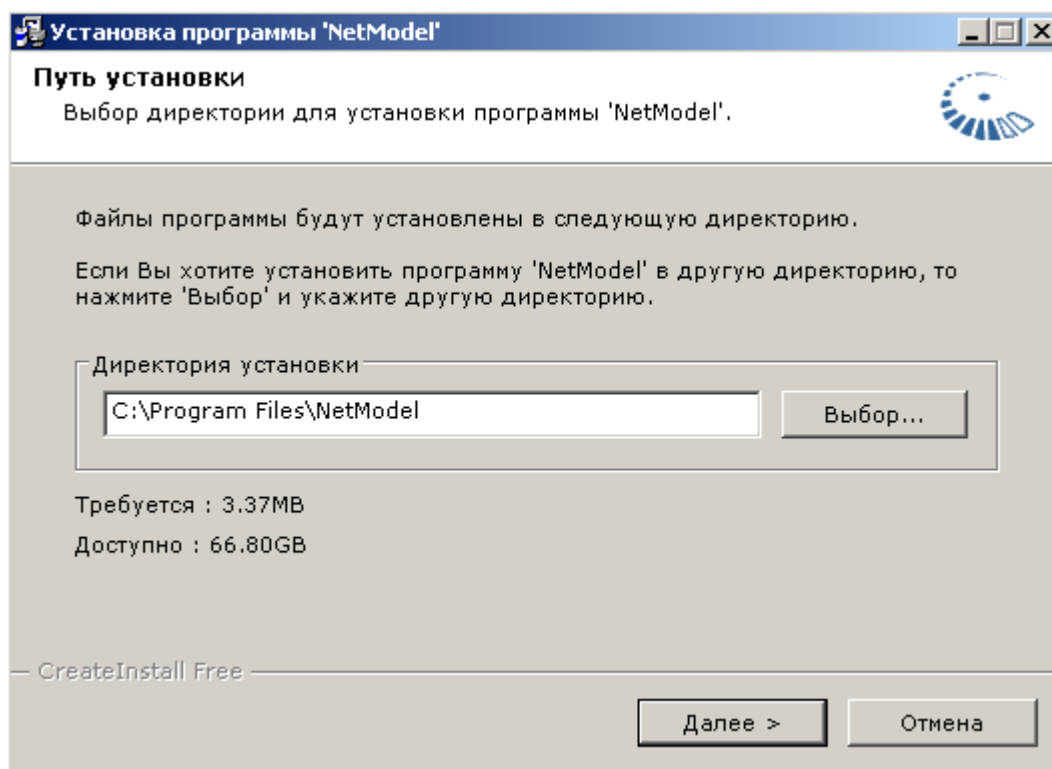 Установка программы 'NetModel'
Путь установки
Выбор директории для установки программы 'NetModel'.
Файлы программы будут установлены в следующую директорию.
Если Вы хотите установить программу 'NetModel' в другую директорию, то
нажмите 'Выбор' и укажите другую директорию.
Директория установки
C:\Program Files\NetModel
Выбор...
Требуется : 3.37MB
Доступно : 66.80GB
CreateInstall Free
Далее >
Отмена